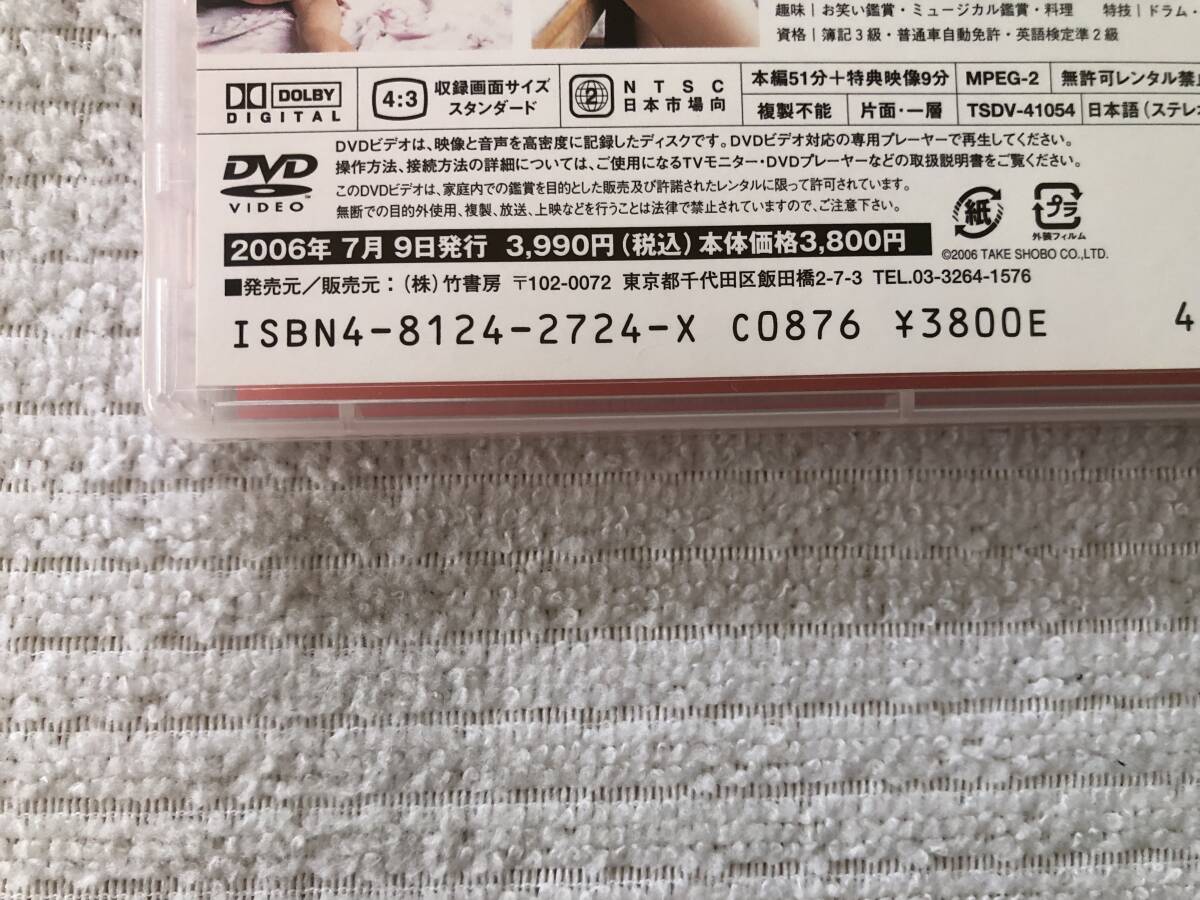 趣味｜お笑い鑑賞・ミュージカル鑑賞・料理　特技｜ドラム・
資格｜簿記3級・普通車自動免許・英語検定準2級
DOLBY DIGITAL
4:3 収録画面サイズ スタンダード
2 NTSC 日本市場向
本編51分＋特典映像9分 MPEG-2 無許可レンタル禁止
複製不能 片面・一層 TSDV-41054 日本語（ステレオ
DVD VIDEO™
DVDビデオは、映像と音声を高密度に記録したディスクです。DVDビデオ対応の専用プレーヤーで再生してください。
操作方法、接続方法の詳細については、ご使用になるTVモニター・DVDプレーヤーなどの取扱説明書をご覧ください。
このDVDビデオは、家庭内での鑑賞を目的とした販売及び許諾されたレンタルに限って許可されています。
無断での目的外使用、複製、放送、上映などを行うことは法律で禁止されていますので、ご注意下さい。
紙 プラ
外装フィルム
2006年 7月 9日発行 3,990円（税込）本体価格3,800円
©2006 TAKE SHOBO CO.,LTD.
■発売元／販売元：（株）竹書房 〒102-0072 東京都千代田区飯田橋2-7-3 TEL.03-3264-1576
ISBN4-8124-2724-X C0876 ¥3800E 4